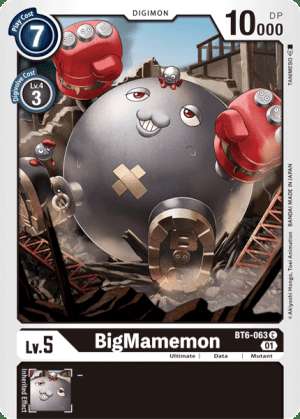 Play Cost
7
DIGIMON
10000
DP
Digivolve Cost
Lv.4
3
TANIMESO
©Akiyoshi Hongo, Toei Animation BANDAI MADE IN JAPAN
Lv.5
BigMamemon
BT6-063 C
01
Ultimate | Data | Mutant
Inherited Effect
-